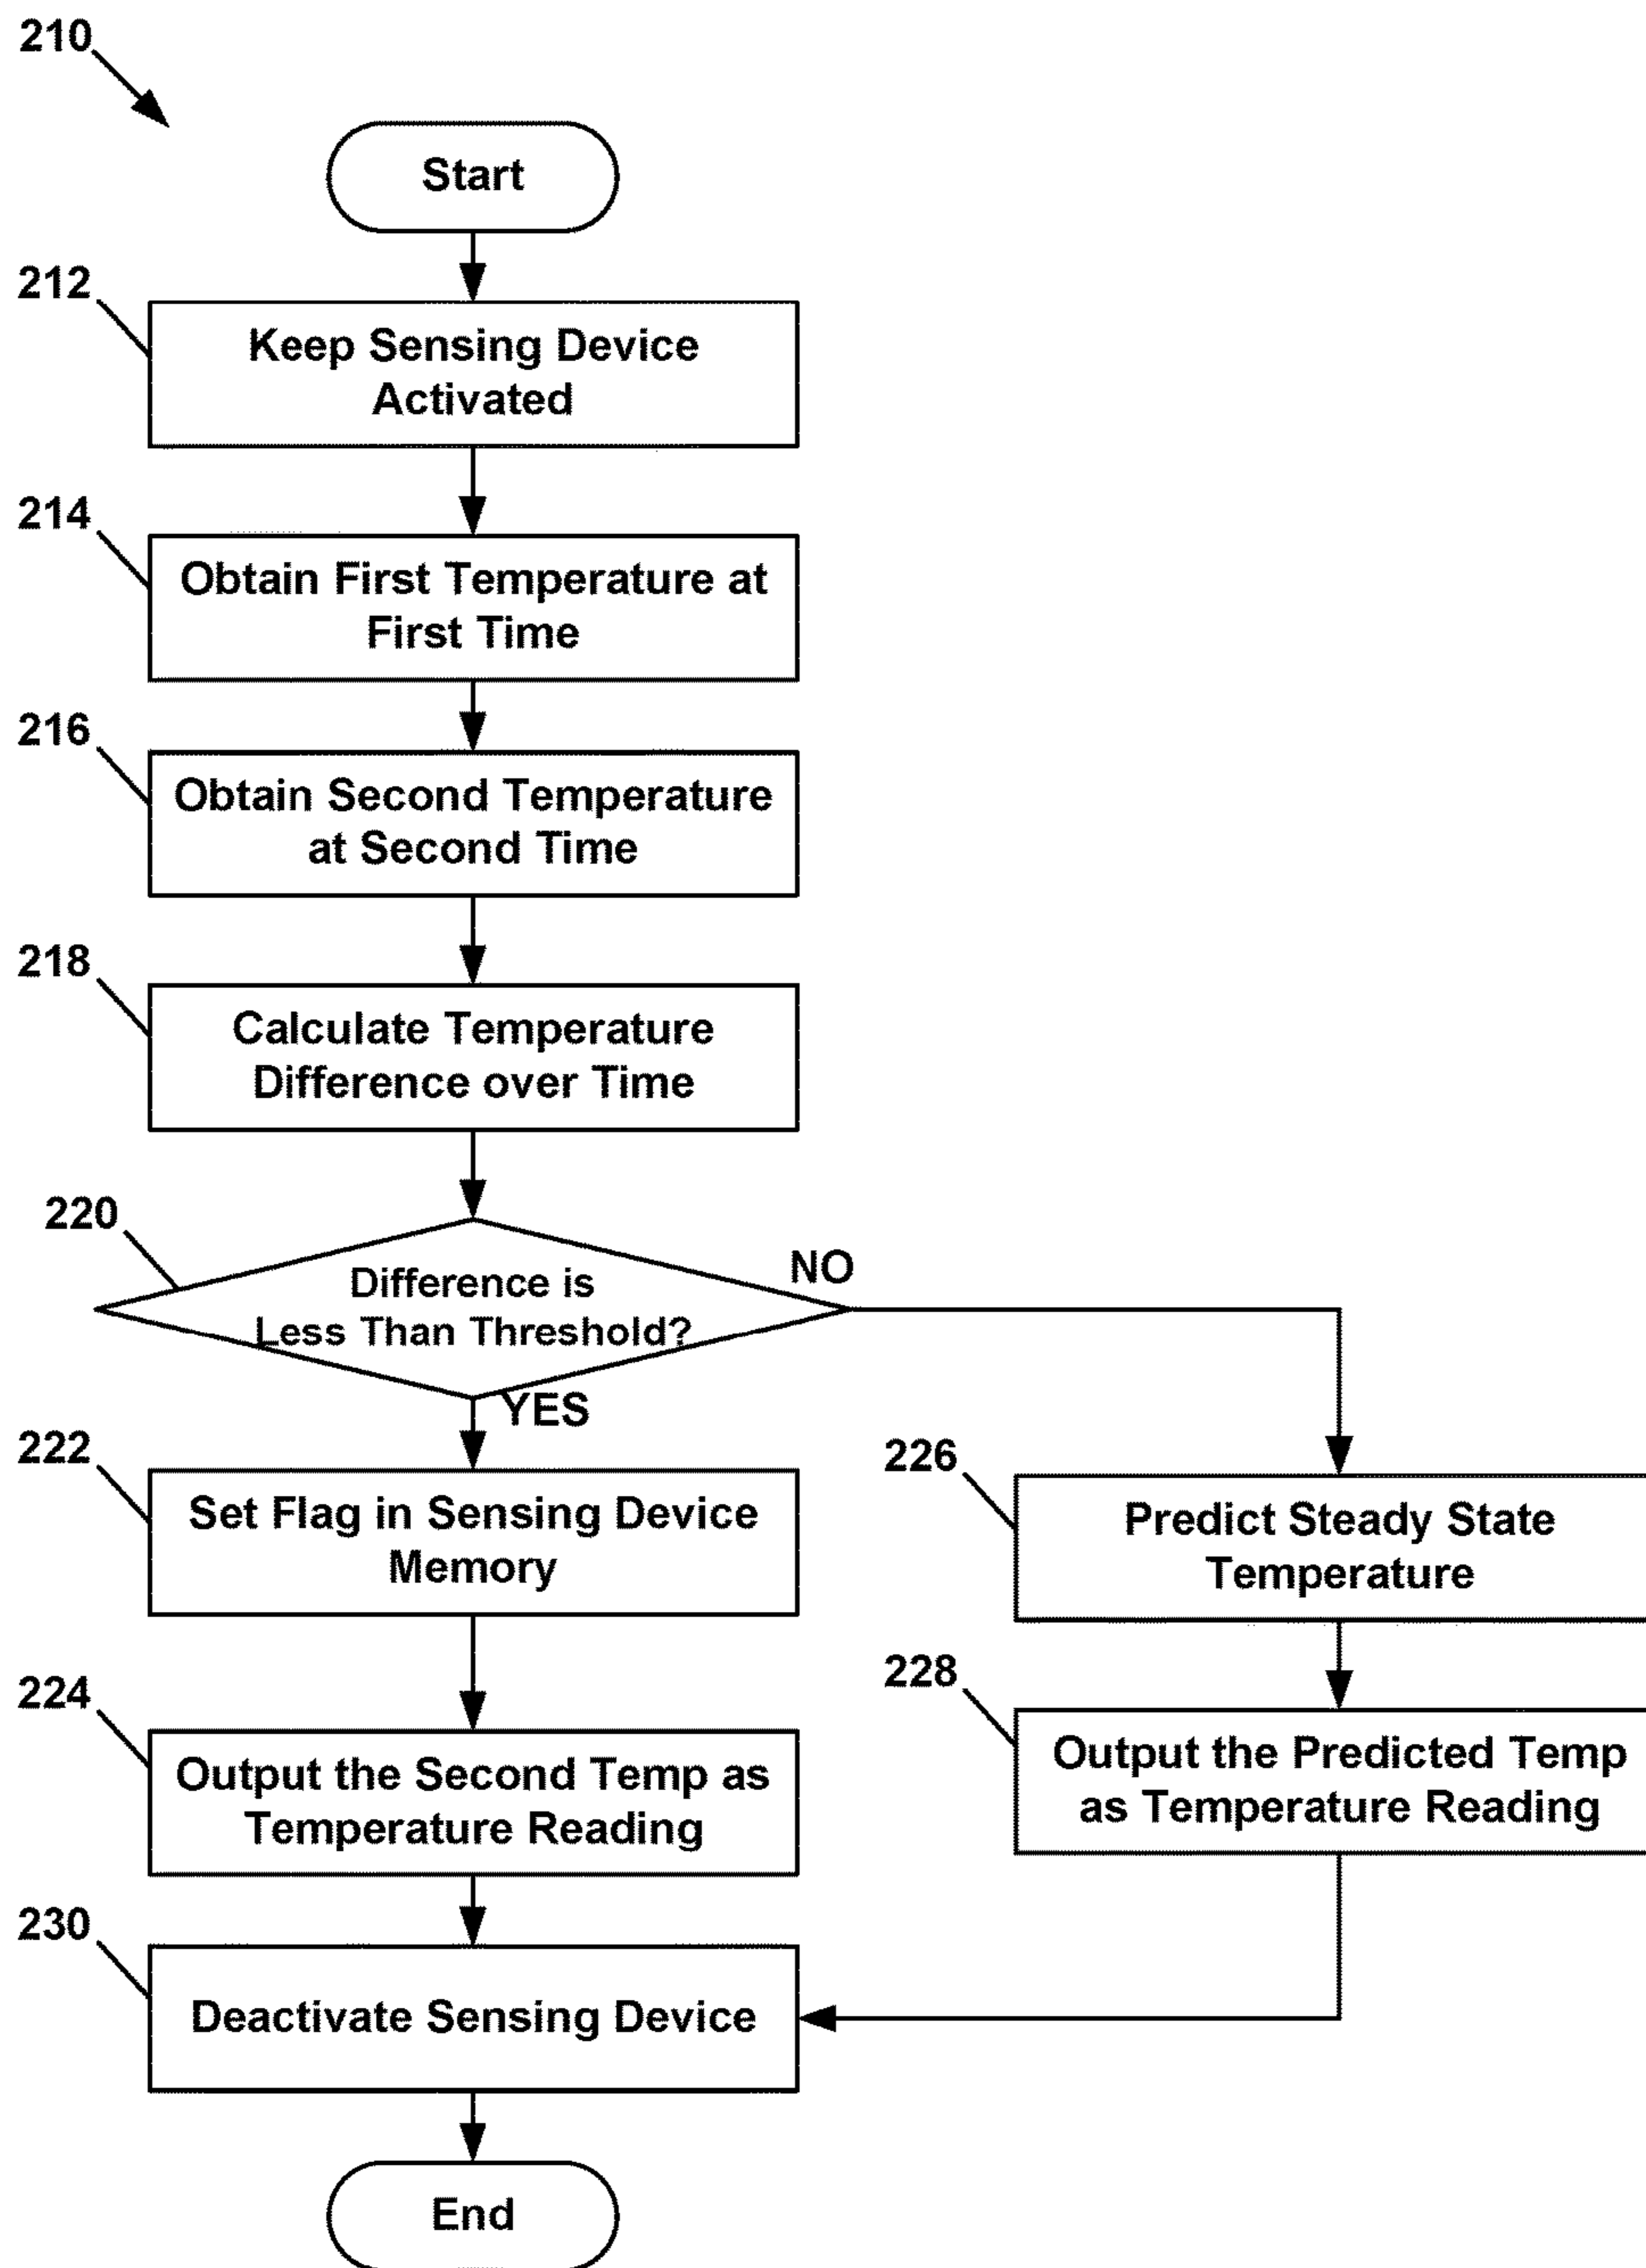 210
Start
212
Keep Sensing Device
Activated
214
Obtain First Temperature at
First Time
216
Obtain Second Temperature
at Second Time
218
Calculate Temperature
Difference over Time
220
Difference is
Less Than Threshold?
NO
YES
222
Set Flag in Sensing Device
Memory
226
Predict Steady State
Temperature
224
Output the Second Temp as
Temperature Reading
228
Output the Predicted Temp
as Temperature Reading
230
Deactivate Sensing Device
End